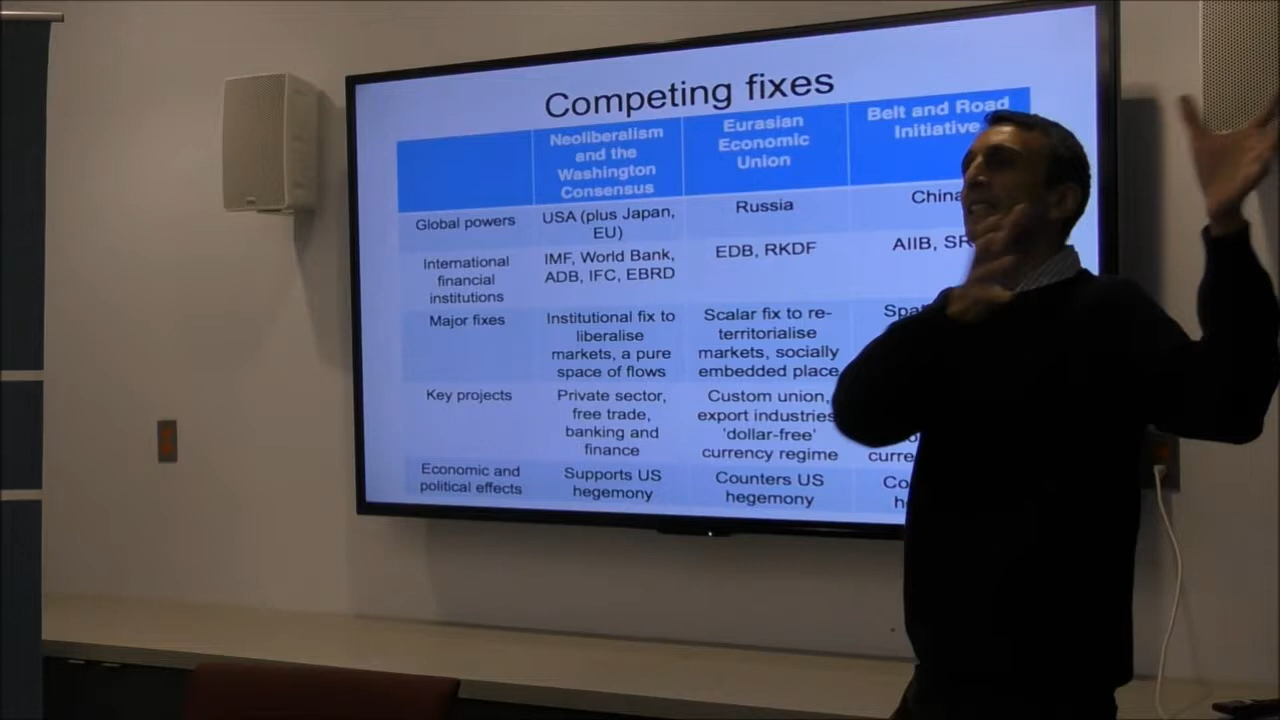 Competing fixes
Neoliberalism
and the
Washington
Consensus
Eurasian
Economic
Union
Belt and Road
Initiative
Global powers
USA (plus Japan,
EU)
Russia
China
International
financial
institutions
IMF, World Bank,
ADB, IFC, EBRD
EDB, RKDF
AIIB,
Major fixes
Institutional fix to
liberalise
markets, a pure
space of flows
Scalar fix to re-
territorialise
markets, socially
embedded place
Key projects
Private sector,
free trade,
banking and
finance
Custom union,
export industries
'dollar-free'
currency regime
Economic and
political effects
Supports US
hegemony
Counters US
hegemony